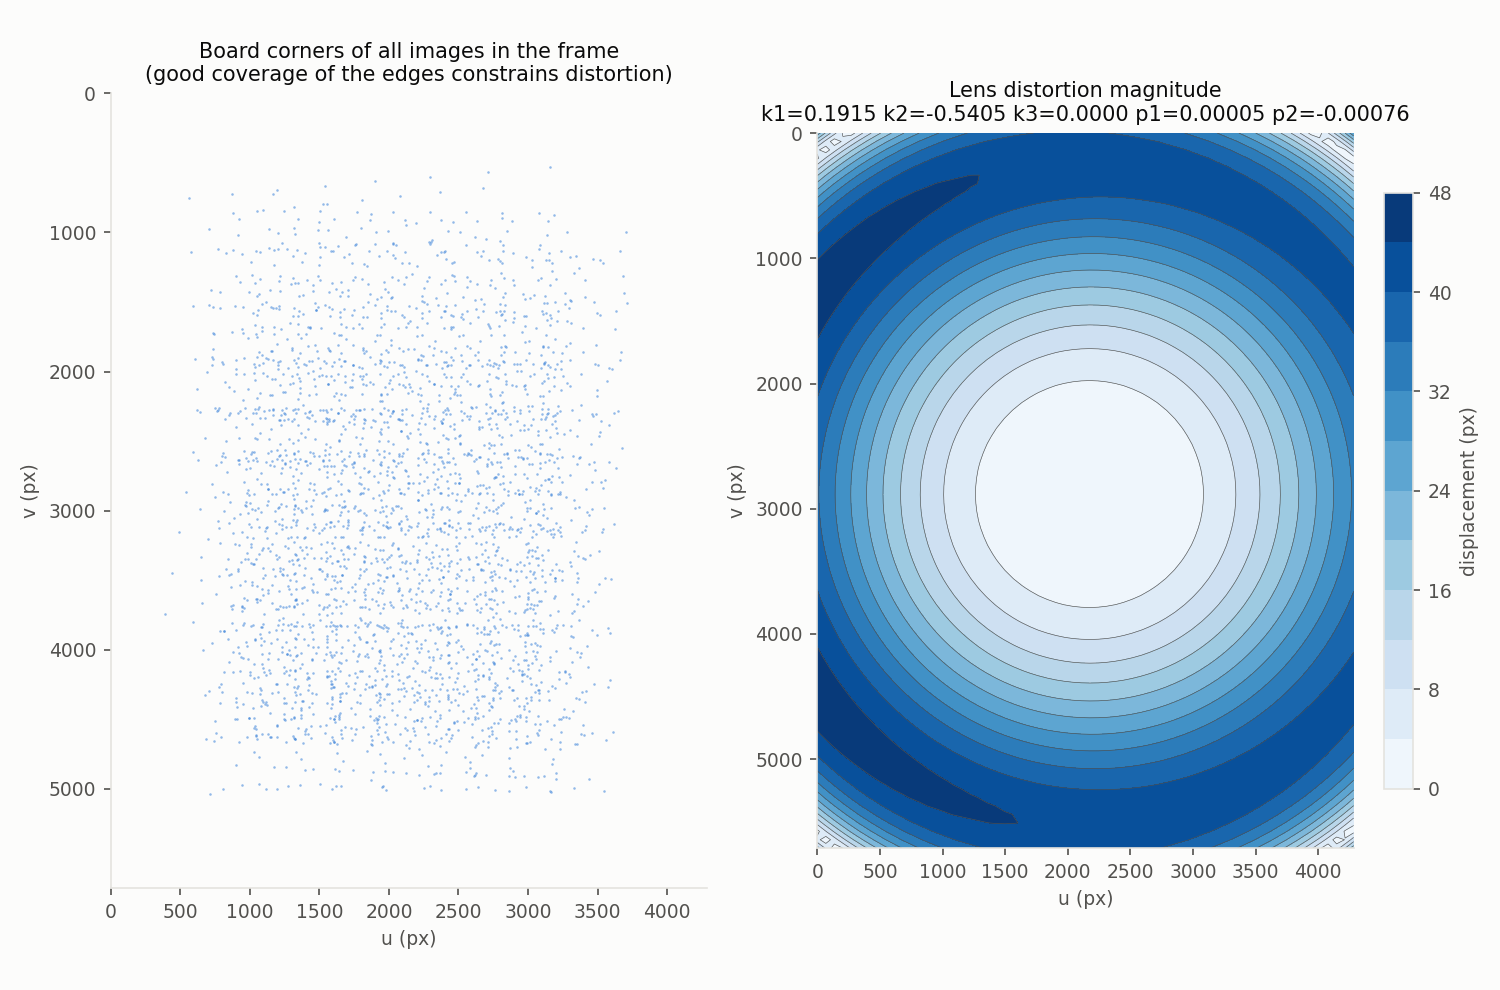 Board corners of all images in the frame
(good coverage of the edges constrains distortion)
0
1000
2000
3000
4000
5000
v (px)
0 500 1000 1500 2000 2500 3000 3500 4000
u (px)
Lens distortion magnitude
k1=0.1915 k2=-0.5405 k3=0.0000 p1=0.00005 p2=-0.00076
0
1000
2000
3000
4000
5000
v (px)
0 500 1000 1500 2000 2500 3000 3500 4000
u (px)
48
40
32
24
16
8
0
displacement (px)